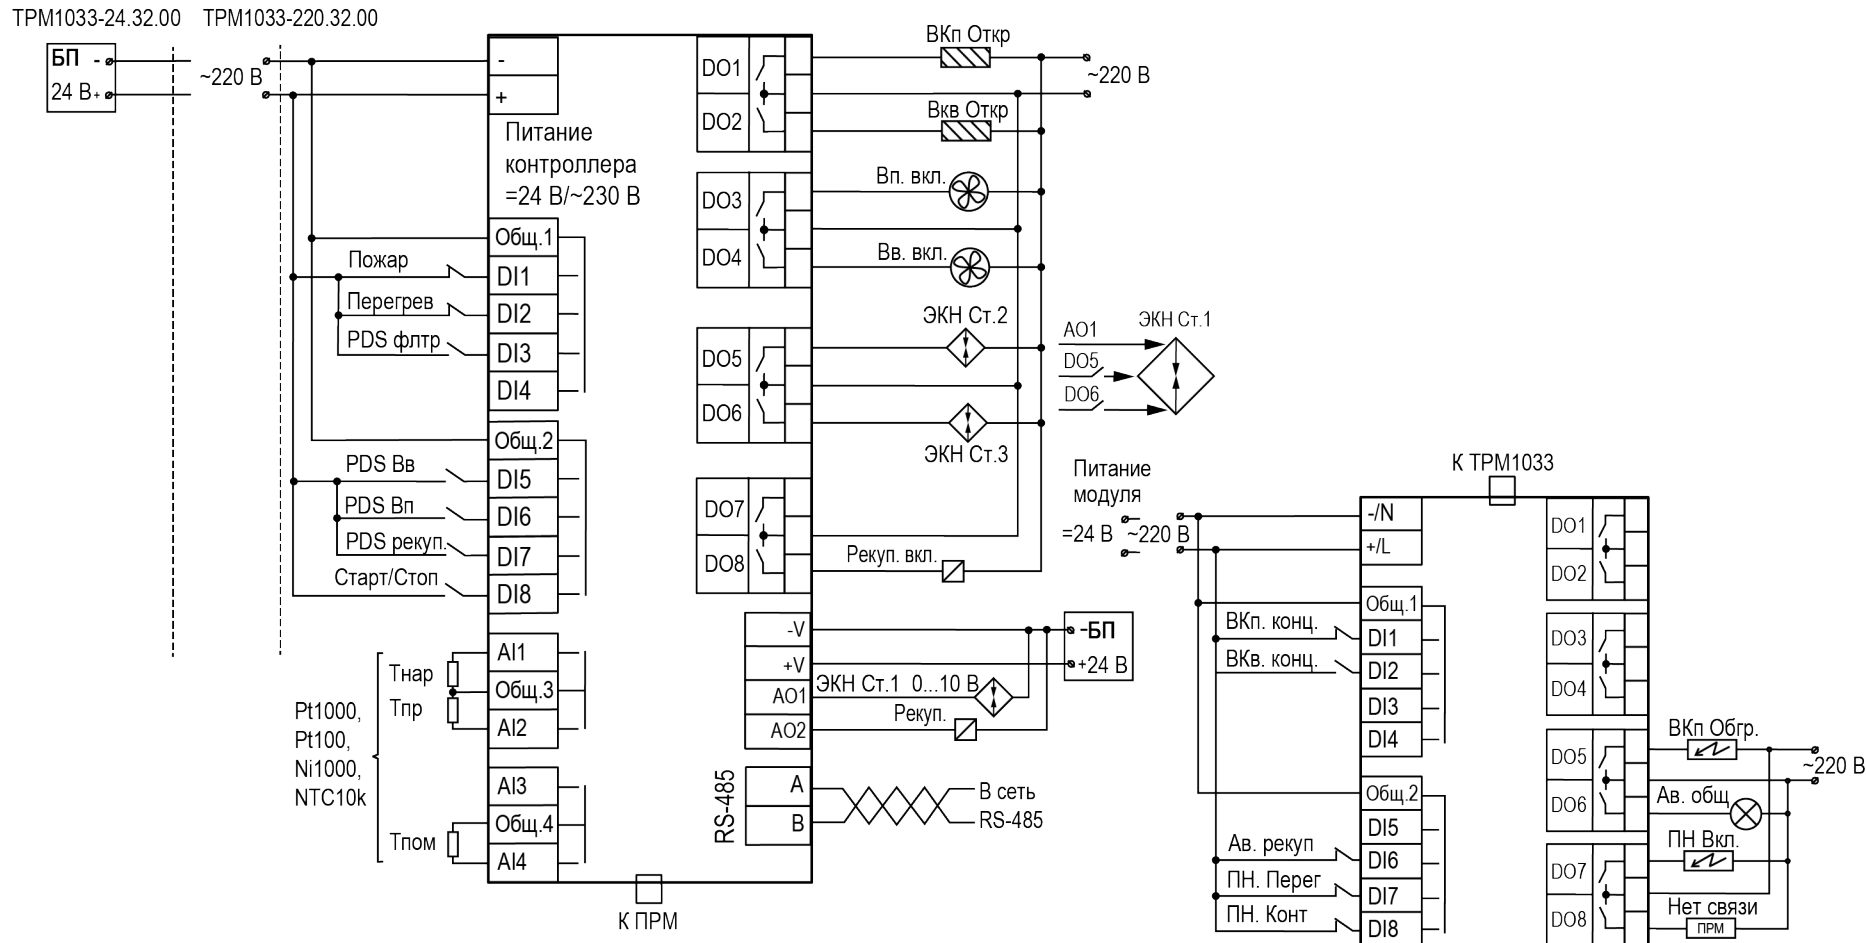 ТРМ1033-24.32.00
ТРМ1033-220.32.00
БП -
24 В+
~220 В
-
+
Питание
контроллера
=24 В/~230 В
Общ.1
Пожар
DI1
Перегрев
DI2
PDS флтр
DI3
DI4
Общ.2
PDS Вв
DI5
PDS Вп
DI6
PDS рекуп.
DI7
Старт/Стоп
DI8
AI1
Тнар
Общ.3
Тпр
AI2
Pt1000,
Pt100,
Ni1000,
NTC10k
AI3
Общ.4
Тпом
AI4
К ПРМ
DO1
DO2
DO3
DO4
DO5
DO6
DO7
DO8
ВКп Откр
~220 В
Вкв Откр
Вп. вкл.
Вв. вкл.
ЭКН Ст.2
ЭКН Ст.3
Рекуп. вкл.
-V
+V
AO1
AO2
-БП
+24 В
ЭКН Ст.1 0...10 В
Рекуп.
RS-485
A
B
В сеть
RS-485
AO1
DO5
DO6
ЭКН Ст.1
Питание
модуля
=24 В
~220 В
К ТРМ1033
-/N
+/L
Общ.1
ВКп. конц.
DI1
ВКв. конц.
DI2
DI3
DI4
Общ.2
DI5
Ав. рекуп
DI6
ПН. Перег
DI7
ПН. Конт
DI8
DO1
DO2
DO3
DO4
DO5
DO6
DO7
DO8
ВКп Обгр.
~220 В
Ав. общ
ПН Вкл.
Нет связи
ПРМ